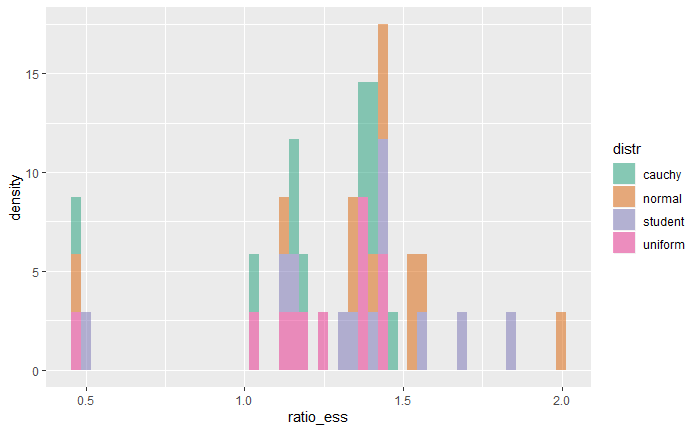 density
15
10
5
0
0.5
1.0
1.5
2.0
ratio_ess
distr
cauchy
normal
student
uniform